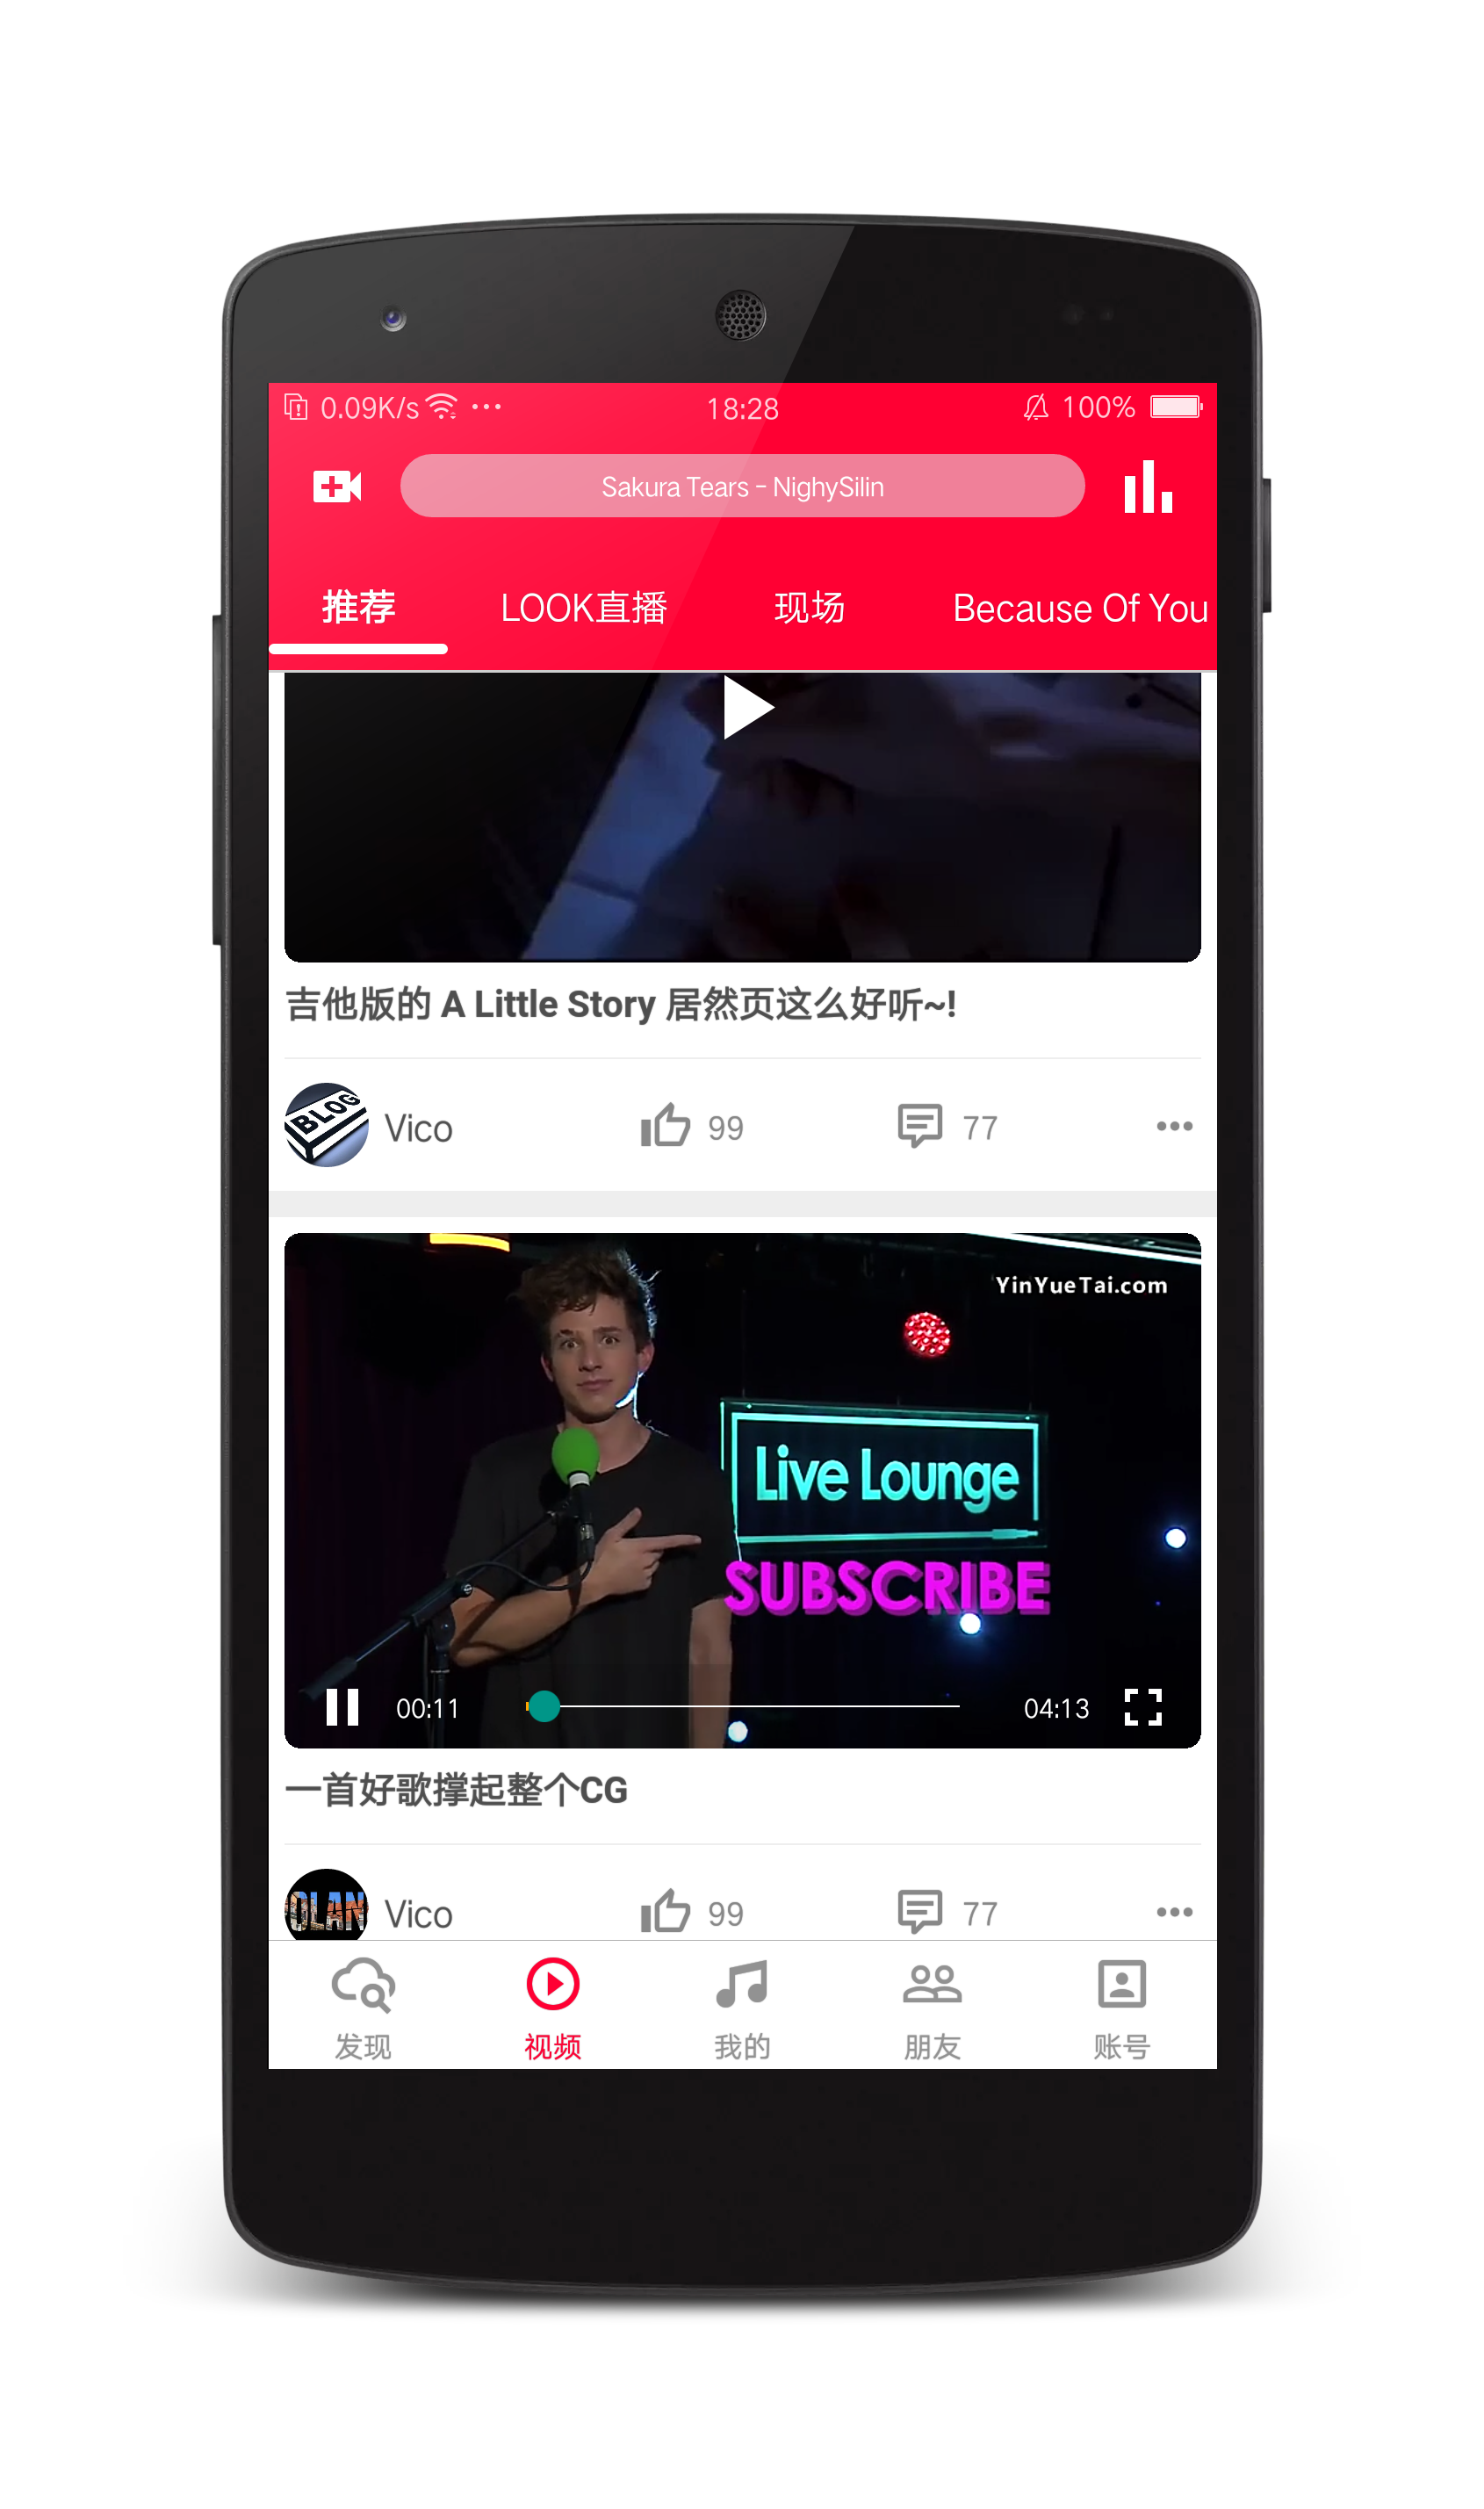 0.09K/s
18:28
100%
Sakura Tears - NighySilin
推荐
LOOK直播
现场
Because Of You
吉他版的 A Little Story 居然页这么好听~!
BLOG
Vico
99
77
YinYueTai.com
Live Lounge
SUBSCRIBE
00:11
04:13
一首好歌撑起整个CG
OLAN
Vico
99
77
发现
视频
我的
朋友
账号